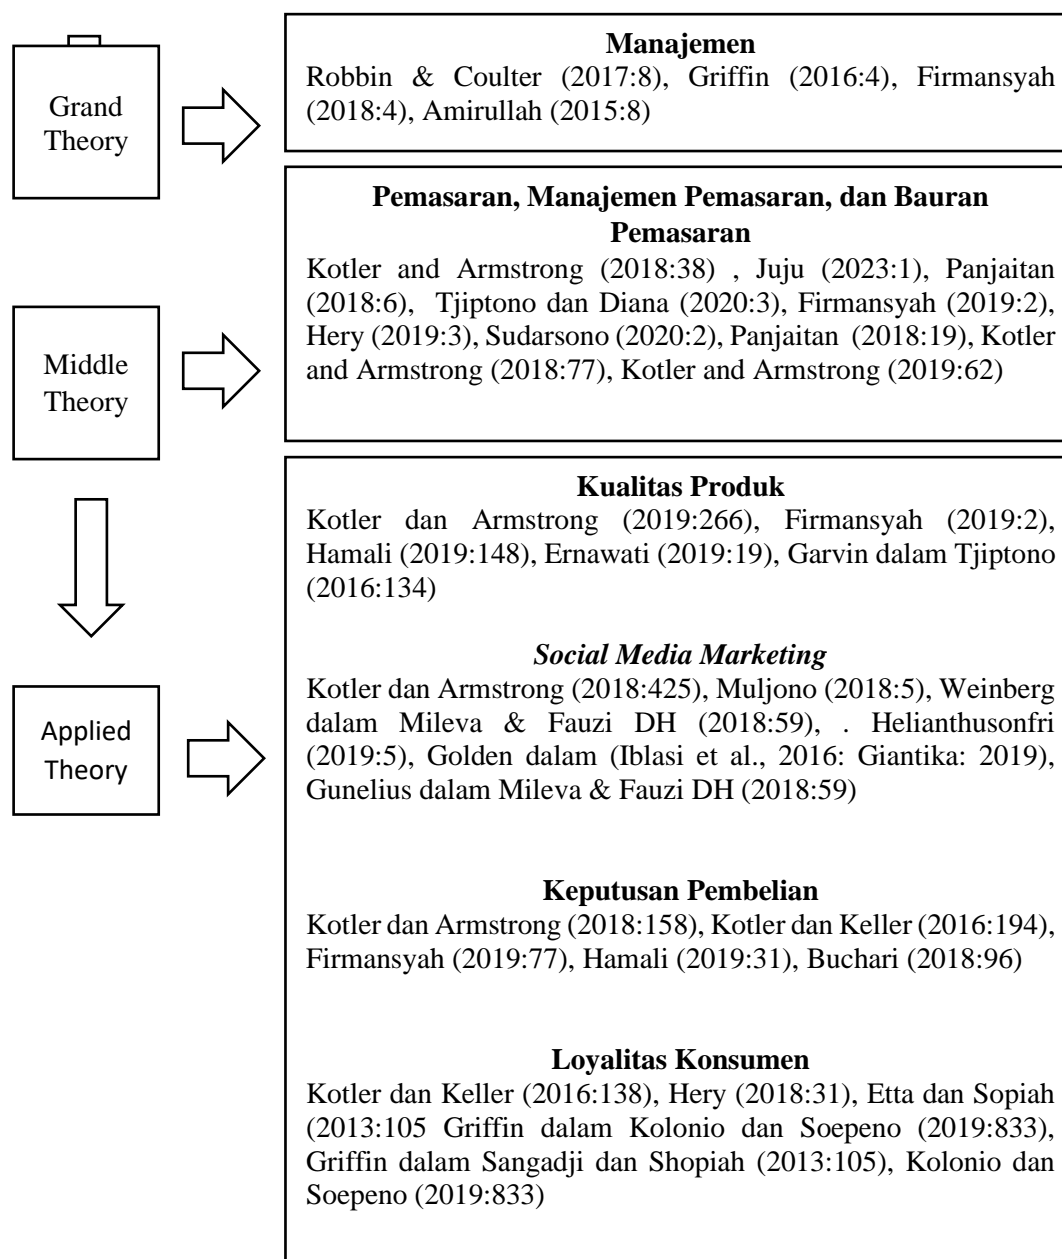 Grand
Theory
Manajemen
Robbin & Coulter (2017:8), Griffin (2016:4), Firmansyah
(2018:4), Amirullah (2015:8)
Middle
Theory
Pemasaran, Manajemen Pemasaran, dan Bauran
Pemasaran
Kotler and Armstrong (2018:38) , Juju (2023:1), Panjaitan
(2018:6), Tjiptono dan Diana (2020:3), Firmansyah (2019:2),
Hery (2019:3), Sudarsono (2020:2), Panjaitan (2018:19), Kotler
and Armstrong (2018:77), Kotler and Armstrong (2019:62)
Applied
Theory
Kualitas Produk
Kotler dan Armstrong (2019:266), Firmansyah (2019:2),
Hamali (2019:148), Ernawati (2019:19), Garvin dalam Tjiptono
(2016:134)
Social Media Marketing
Kotler dan Armstrong (2018:425), Muljono (2018:5), Weinberg
dalam Mileva & Fauzi DH (2018:59), . Helianthusonfri
(2019:5), Golden dalam (Iblasi et al., 2016: Giantika: 2019),
Gunelius dalam Mileva & Fauzi DH (2018:59)
Keputusan Pembelian
Kotler dan Armstrong (2018:158), Kotler dan Keller (2016:194),
Firmansyah (2019:77), Hamali (2019:31), Buchari (2018:96)
Loyalitas Konsumen
Kotler dan Keller (2016:138), Hery (2018:31), Etta dan Sopiah
(2013:105 Griffin dalam Kolonio dan Soepeno (2019:833),
Griffin dalam Sangadji dan Shopiah (2013:105), Kolonio dan
Soepeno (2019:833)